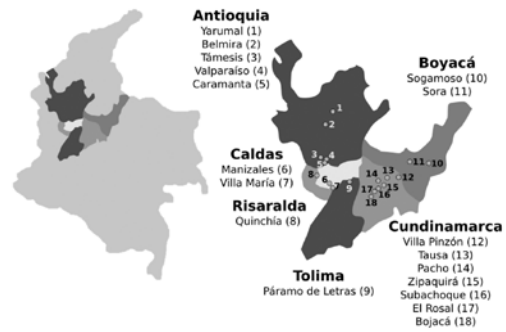 Antioquia
Yarumal (1)
Belmira (2)
Támesis (3)
Valparaíso (4)
Caramanta (5)
Boyacá
Sogamoso (10)
Sora (11)
1
2
3
4
5
Caldas
Manizales (6)
Villa María (7)
8
6
7
9
14
13
12
11
10
17
15
16
18
Risaralda
Quinchía (8)
Tolima
Páramo de Letras (9)
Cundinamarca
Villa Pinzón (12)
Tausa (13)
Pacho (14)
Zipaquirá (15)
Subachoque (16)
El Rosal (17)
Bojacá (18)